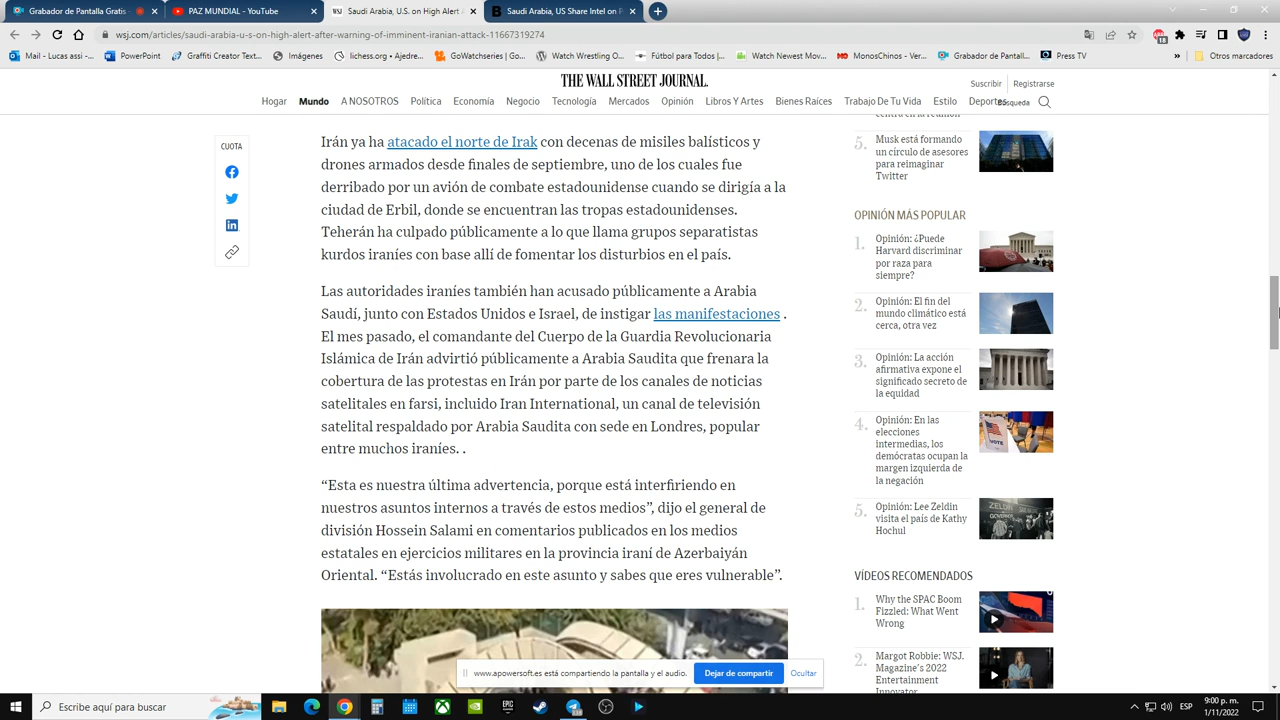 Grabador de Pantalla Gratis -
PAZ MUNDIAL - YouTube
Saudi Arabia, U.S. on High Alert A
Saudi Arabia, US Share Intel on P
wsj.com/articles/saudi-arabia-u-s-on-high-alert-after-warning-of-imminent-iranian-attack-11667319274
Mail - Lucas assi -...
PowerPoint
Graffiti Creator Text...
Imágenes
lichess.org • Ajedre...
GoWatchseries | Go...
Watch Wrestling O...
Fútbol para Todos |...
Watch Newest Mov...
MonosChinos - Ver...
Grabador de Pantall...
Press TV
»
Otros marcadores
THE WALL STREET JOURNAL.
Suscribir
Registrarse
Hogar
Mundo
A NOSOTROS
Política
Economía
Negocio
Tecnología
Mercados
Opinión
Libros Y Artes
Bienes Raíces
Trabajo De Tu Vida
Estilo
Deportes
Búsqueda
CUOTA
Irán ya ha atacado el norte de Irak con decenas de misiles balísticos y
drones armados desde finales de septiembre, uno de los cuales fue
derribado por un avión de combate estadounidense cuando se dirigía a la
ciudad de Erbil, donde se encuentran las tropas estadounidenses.
Teherán ha culpado públicamente a lo que llama grupos separatistas
kurdos iraníes con base allí de fomentar los disturbios en el país.
Las autoridades iraníes también han acusado públicamente a Arabia
Saudí, junto con Estados Unidos e Israel, de instigar las manifestaciones .
El mes pasado, el comandante del Cuerpo de la Guardia Revolucionaria
Islámica de Irán advirtió públicamente a Arabia Saudita que frenara la
cobertura de las protestas en Irán por parte de los canales de noticias
satelitales en farsi, incluido Iran International, un canal de televisión
satelital respaldado por Arabia Saudita con sede en Londres, popular
entre muchos iraníes. .
“Esta es nuestra última advertencia, porque está interfiriendo en
nuestros asuntos internos a través de estos medios”, dijo el general de
división Hossein Salami en comentarios publicados en los medios
estatales en ejercicios militares en la provincia iraní de Azerbaiyán
Oriental. “Estás involucrado en este asunto y sabes que eres vulnerable”.
centra en la reunión
5.
Musk está formando
un círculo de asesores
para reimaginar
Twitter
OPINIÓN MÁS POPULAR
1.
Opinión: ¿Puede
Harvard discriminar
por raza para
siempre?
2.
Opinión: El fin del
mundo climático está
cerca, otra vez
3.
Opinión: La acción
afirmativa expone el
significado secreto de
la equidad
4.
Opinión: En las
elecciones
intermedias, los
demócratas ocupan la
margen izquierda de
la negación
VOTE
5.
Opinión: Lee Zeldin
visita el país de Kathy
Hochul
ZELDIN
VÍDEOS RECOMENDADOS
1.
Why the SPAC Boom
Fizzled: What Went
Wrong
2.
Margot Robbie: WSJ.
Magazine's 2022
Entertainment
Innovator
www.apowersoft.es está compartiendo la pantalla y el audio.
Dejar de compartir
Ocultar
Escribe aquí para buscar
EPIC
ESP
9:00 p. m.
1/11/2022